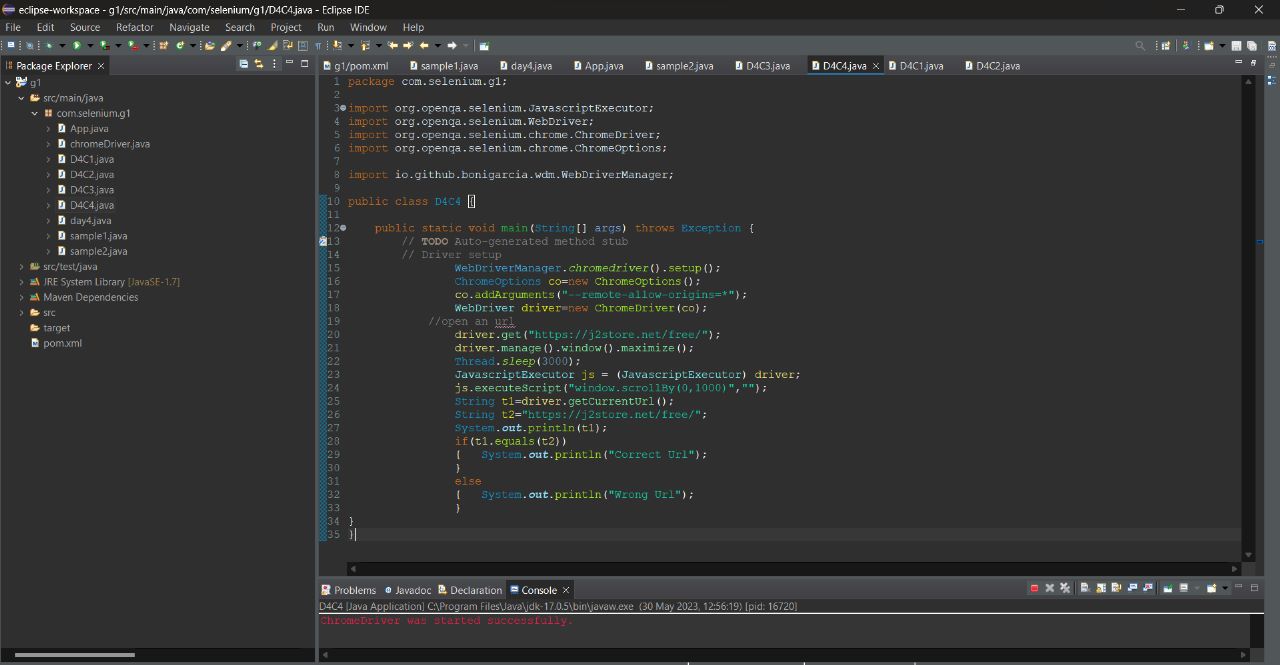 eclipse-workspace - g1/src/main/java/com/selenium/g1/D4C4.java - Eclipse IDE
File Edit Source Refactor Navigate Search Project Run Window Help
Package Explorer
g1
src/main/java
com.selenium.g1
App.java
chromeDriver.java
D4C1.java
D4C2.java
D4C3.java
D4C4.java
day4.java
sample1.java
sample2.java
src/test/java
JRE System Library [JavaSE-1.7]
Maven Dependencies
src
target
pom.xml
g1/pom.xml sample1.java day4.java App.java sample2.java D4C3.java D4C4.java D4C1.java D4C2.java
1 package com.selenium.g1;
2
3 import org.openqa.selenium.JavascriptExecutor;
4 import org.openqa.selenium.WebDriver;
5 import org.openqa.selenium.chrome.ChromeDriver;
6 import org.openqa.selenium.chrome.ChromeOptions;
7
8 import io.github.bonigarcia.wdm.WebDriverManager;
9
10 public class D4C4 {
11
12 public static void main(String[] args) throws Exception {
13 // TODO Auto-generated method stub
14 // Driver setup
15 WebDriverManager.chromedriver().setup();
16 ChromeOptions co=new ChromeOptions();
17 co.addArguments("--remote-allow-origins=*");
18 WebDriver driver=new ChromeDriver(co);
19 //open an url
20 driver.get("https://j2store.net/free/");
21 driver.manage().window().maximize();
22 Thread.sleep(3000);
23 JavascriptExecutor js = (JavascriptExecutor) driver;
24 js.executeScript("window.scrollBy(0,1000)","");
25 String t1=driver.getCurrentUrl();
26 String t2="https://j2store.net/free/";
27 System.out.println(t1);
28 if(t1.equals(t2))
29 { System.out.println("Correct Url");
30 }
31 else
32 { System.out.println("Wrong Url");
33 }
34 }
35 }
Problems Javadoc Declaration Console
D4C4 [Java Application] C:\Program Files\Java\jdk-17.0.5\bin\javaw.exe (30 May 2023, 12:56:19) [pid: 16720]
ChromeDriver was started successfully.